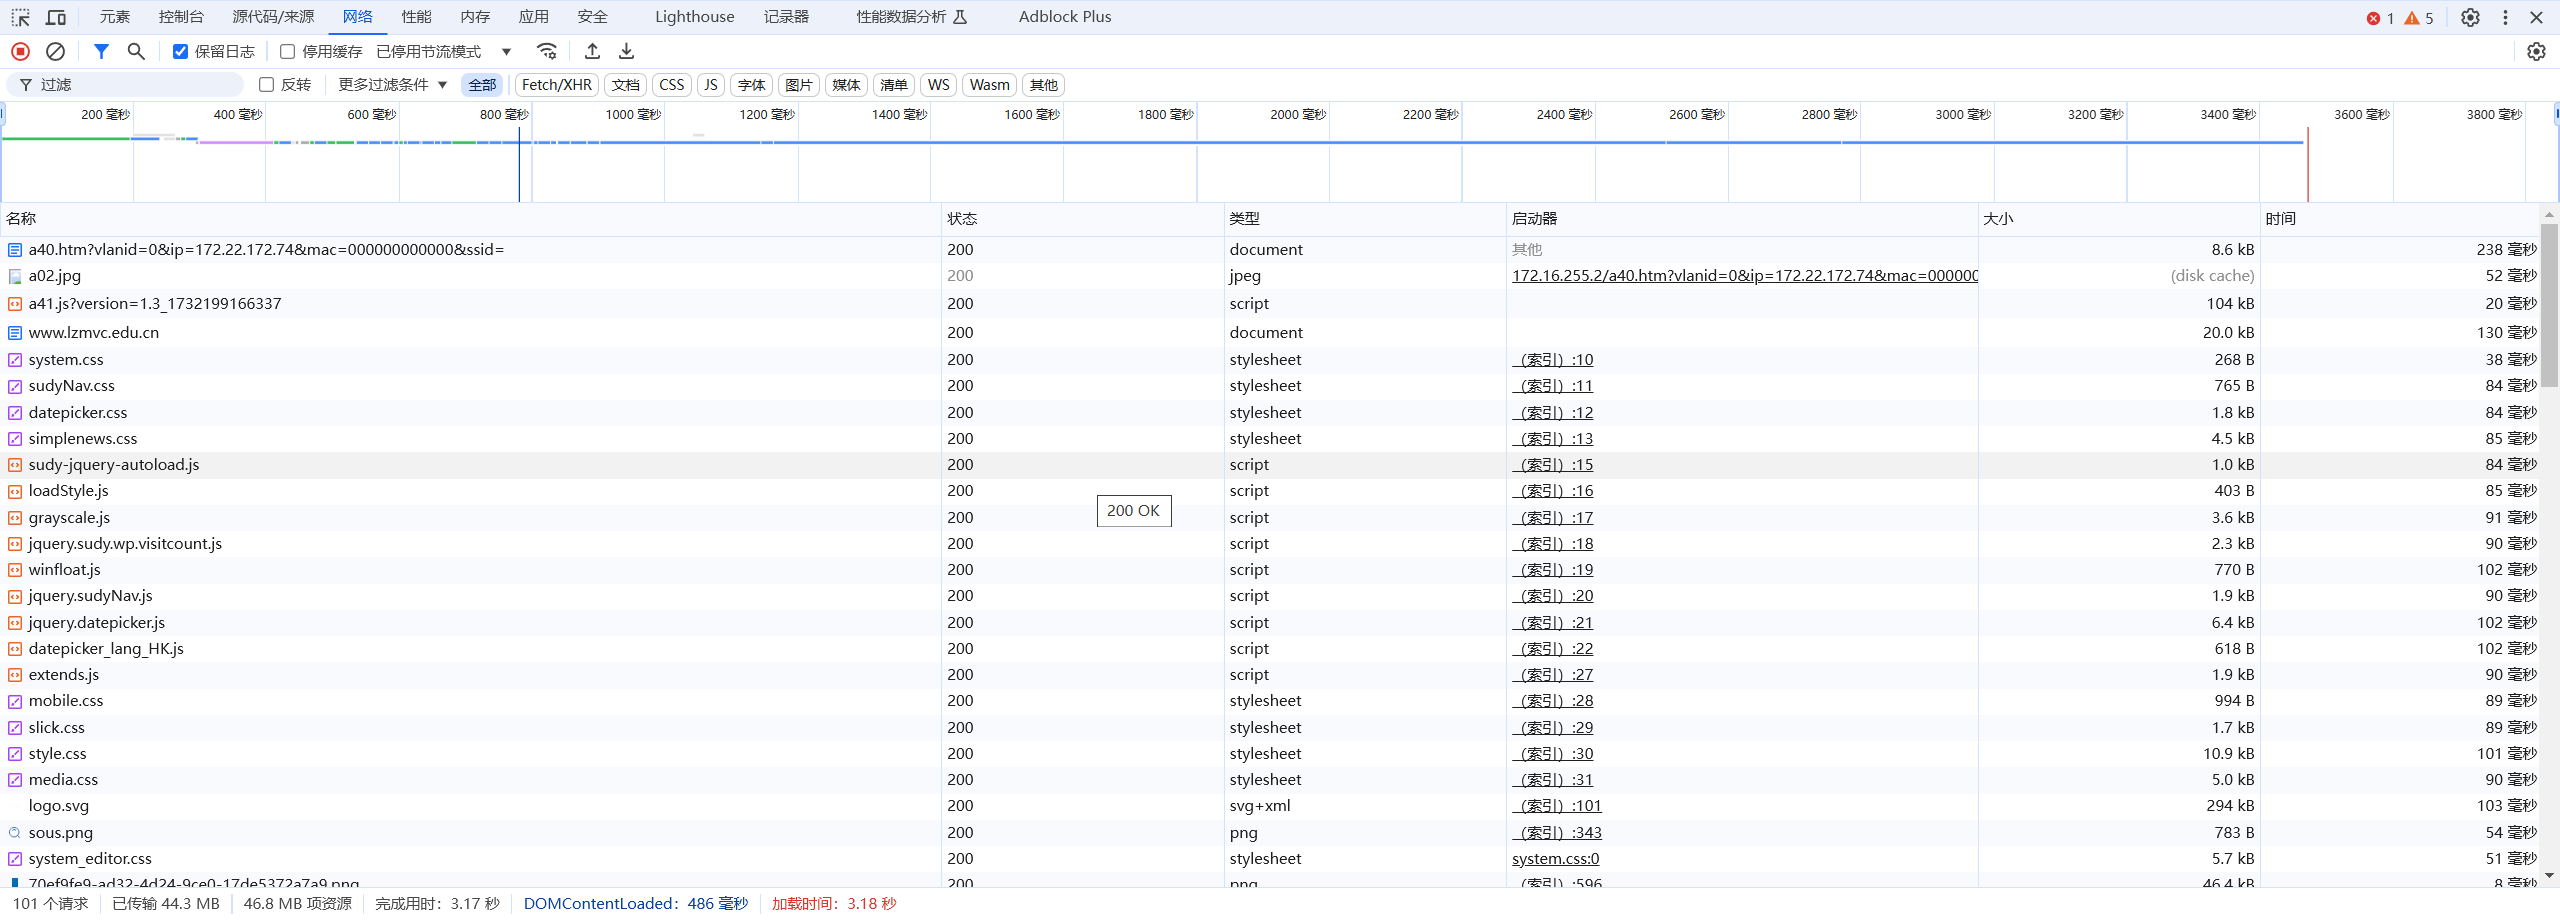 元素 控制台 源代码/来源 网络 性能 内存 应用 安全 Lighthouse 记录器 性能数据分析 Adblock Plus 1 5
保留日志 停用缓存 已停用节流模式
过滤 反转 更多过滤条件 全部 Fetch/XHR 文档 CSS JS 字体 图片 媒体 清单 WS Wasm 其他
200 毫秒 400 毫秒 600 毫秒 800 毫秒 1000 毫秒 1200 毫秒 1400 毫秒 1600 毫秒 1800 毫秒 2000 毫秒 2200 毫秒 2400 毫秒 2600 毫秒 2800 毫秒 3000 毫秒 3200 毫秒 3400 毫秒 3600 毫秒 3800 毫秒
名称 状态 类型 启动器 大小 时间
a40.htm?vlanid=0&ip=172.22.172.74&mac=000000000000&ssid= 200 document 其他 8.6 kB 238 毫秒
a02.jpg 200 jpeg 172.16.255.2/a40.htm?vlanid=0&ip=172.22.172.74&mac=000000 (disk cache) 52 毫秒
a41.js?version=1.3_1732199166337 200 script 104 kB 20 毫秒
www.lzmvc.edu.cn 200 document 20.0 kB 130 毫秒
system.css 200 stylesheet （索引）:10 268 B 38 毫秒
sudyNav.css 200 stylesheet （索引）:11 765 B 84 毫秒
datepicker.css 200 stylesheet （索引）:12 1.8 kB 84 毫秒
simplenews.css 200 stylesheet （索引）:13 4.5 kB 85 毫秒
sudy-jquery-autoload.js 200 script （索引）:15 1.0 kB 84 毫秒
loadStyle.js 200 script （索引）:16 403 B 85 毫秒
200 OK
grayscale.js 200 script （索引）:17 3.6 kB 91 毫秒
jquery.sudy.wp.visitcount.js 200 script （索引）:18 2.3 kB 90 毫秒
winfloat.js 200 script （索引）:19 770 B 102 毫秒
jquery.sudyNav.js 200 script （索引）:20 1.9 kB 90 毫秒
jquery.datepicker.js 200 script （索引）:21 6.4 kB 102 毫秒
datepicker_lang_HK.js 200 script （索引）:22 618 B 102 毫秒
extends.js 200 script （索引）:27 1.9 kB 90 毫秒
mobile.css 200 stylesheet （索引）:28 994 B 89 毫秒
slick.css 200 stylesheet （索引）:29 1.7 kB 89 毫秒
style.css 200 stylesheet （索引）:30 10.9 kB 101 毫秒
media.css 200 stylesheet （索引）:31 5.0 kB 90 毫秒
logo.svg 200 svg+xml （索引）:101 294 kB 103 毫秒
sous.png 200 png （索引）:343 783 B 54 毫秒
system_editor.css 200 stylesheet system.css:0 5.7 kB 51 毫秒
70ef9fe9-ad32-4d24-9ce0-17de5372a7a9.png 200 png （索引）:596 46.4 kB 8 毫秒
101 个请求 已传输 44.3 MB 46.8 MB 项资源 完成用时：3.17 秒 DOMContentLoaded：486 毫秒 加载时间：3.18 秒